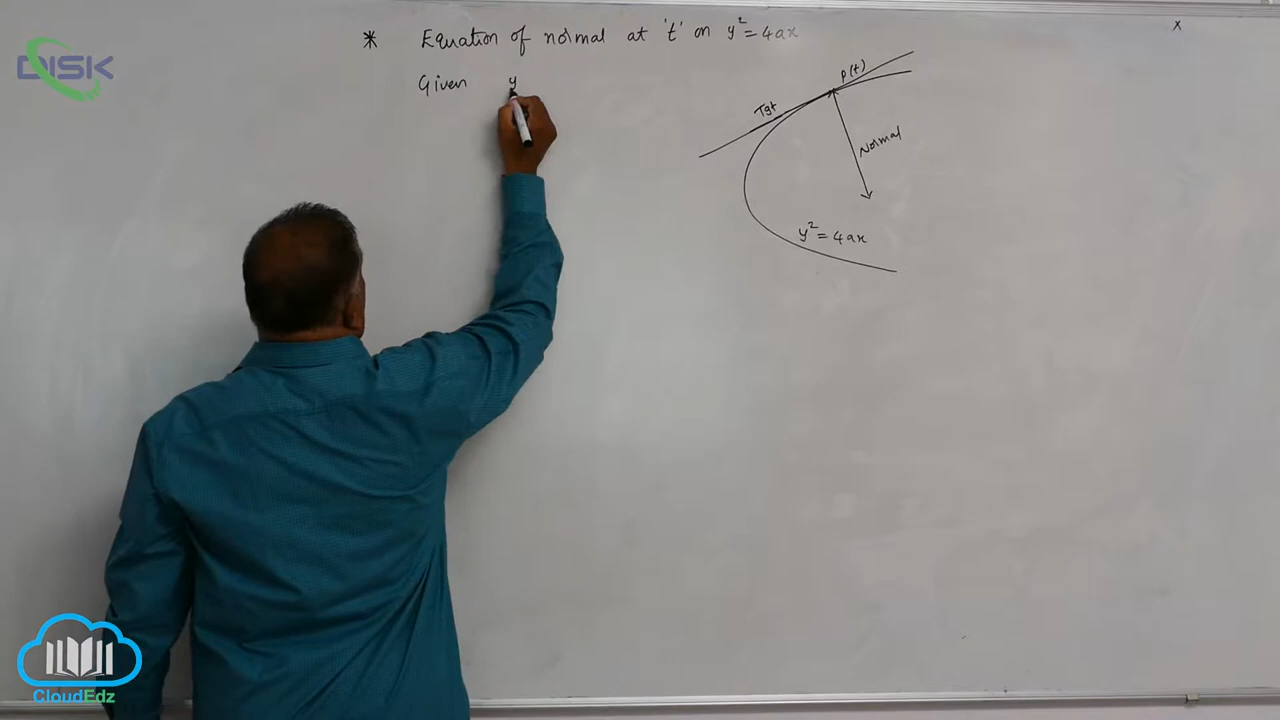 * Equation of normal at 't' on y² = 4ax
x
DISK
Given y
P(t)
Tgt
Normal
y² = 4ax
CloudEdz